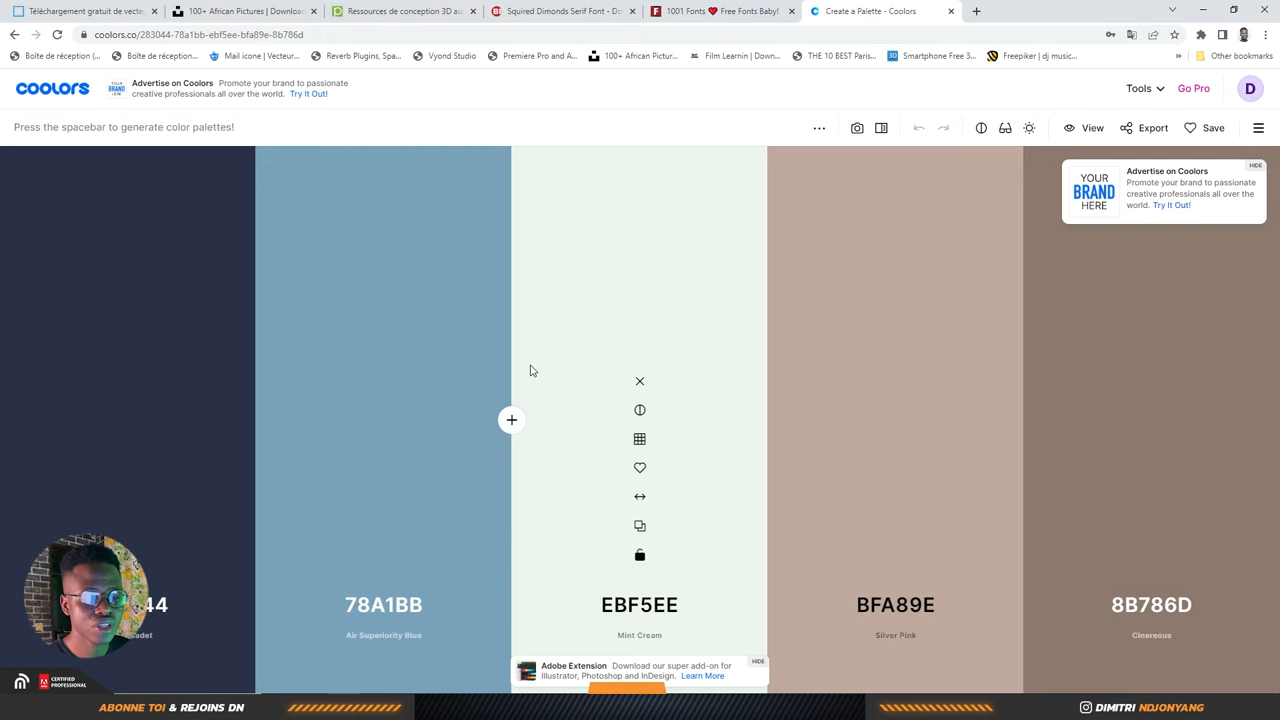 Téléchargement gratuit de vecte
100+ African Pictures | Downloa
Ressources de conception 3D au
Squired Dimdoms Serif Font - Do
1001 Fonts ❤ Free Fonts Baby!
Create a Palette - Coolors
coolors.co/283044-78a1bb-ebf5ee-bfa89e-8b786d
Boîte de réception (...
Boîte de réception...
Mail icone | Vecteur...
Reverb Plugins, Spa...
Vyond Studio
Premiere Pro and A...
100+ African Pictur...
Film Learnin | Down...
THE 10 BEST Paris...
Smartphone Free 3...
Freepiker | dj music...
»
Other bookmarks
coolors
YOUR BRAND HERE
Advertise on Coolors Promote your brand to passionate
creative professionals all over the world. Try It Out!
Tools
Go Pro
D
Press the spacebar to generate color palettes!
View
Export
Save
HIDE
YOUR
BRAND
HERE
Advertise on Coolors
Promote your brand to passionate
creative professionals all over the
world. Try It Out!
44
78A1BB
EBF5EE
BFA89E
8B786D
adet
Air Superiority Blue
Mint Cream
Silver Pink
Cinereous
Adobe Extension Download our super add-on for
Illustrator, Photoshop and InDesign. Learn More
HIDE
CERTIFIED
PROFESSIONAL
ABONNE TOI & REJOINS DN
DIMITRI NDJONYANG